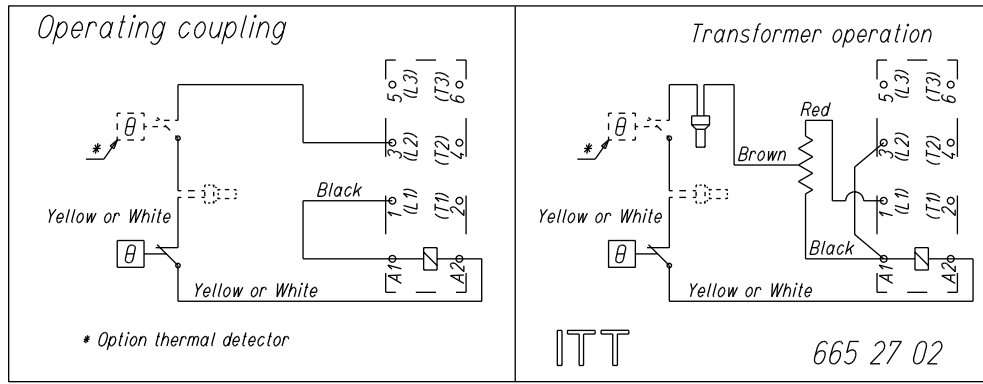 Operating coupling
5 (L3) (T3) 6
θ
*
3 (L2) (T2) 4
Black
1 (L1) (T1) 2
Yellow or White
θ
A1 A2
Yellow or White
* Option thermal detector
Transformer operation
5 (L3) (T3) 6
Red
θ
*
3 (L2) (T2) 4
Brown
1 (L1) (T1) 2
Yellow or White
Black
θ
A1 A2
Yellow or White
ITT
665 27 02